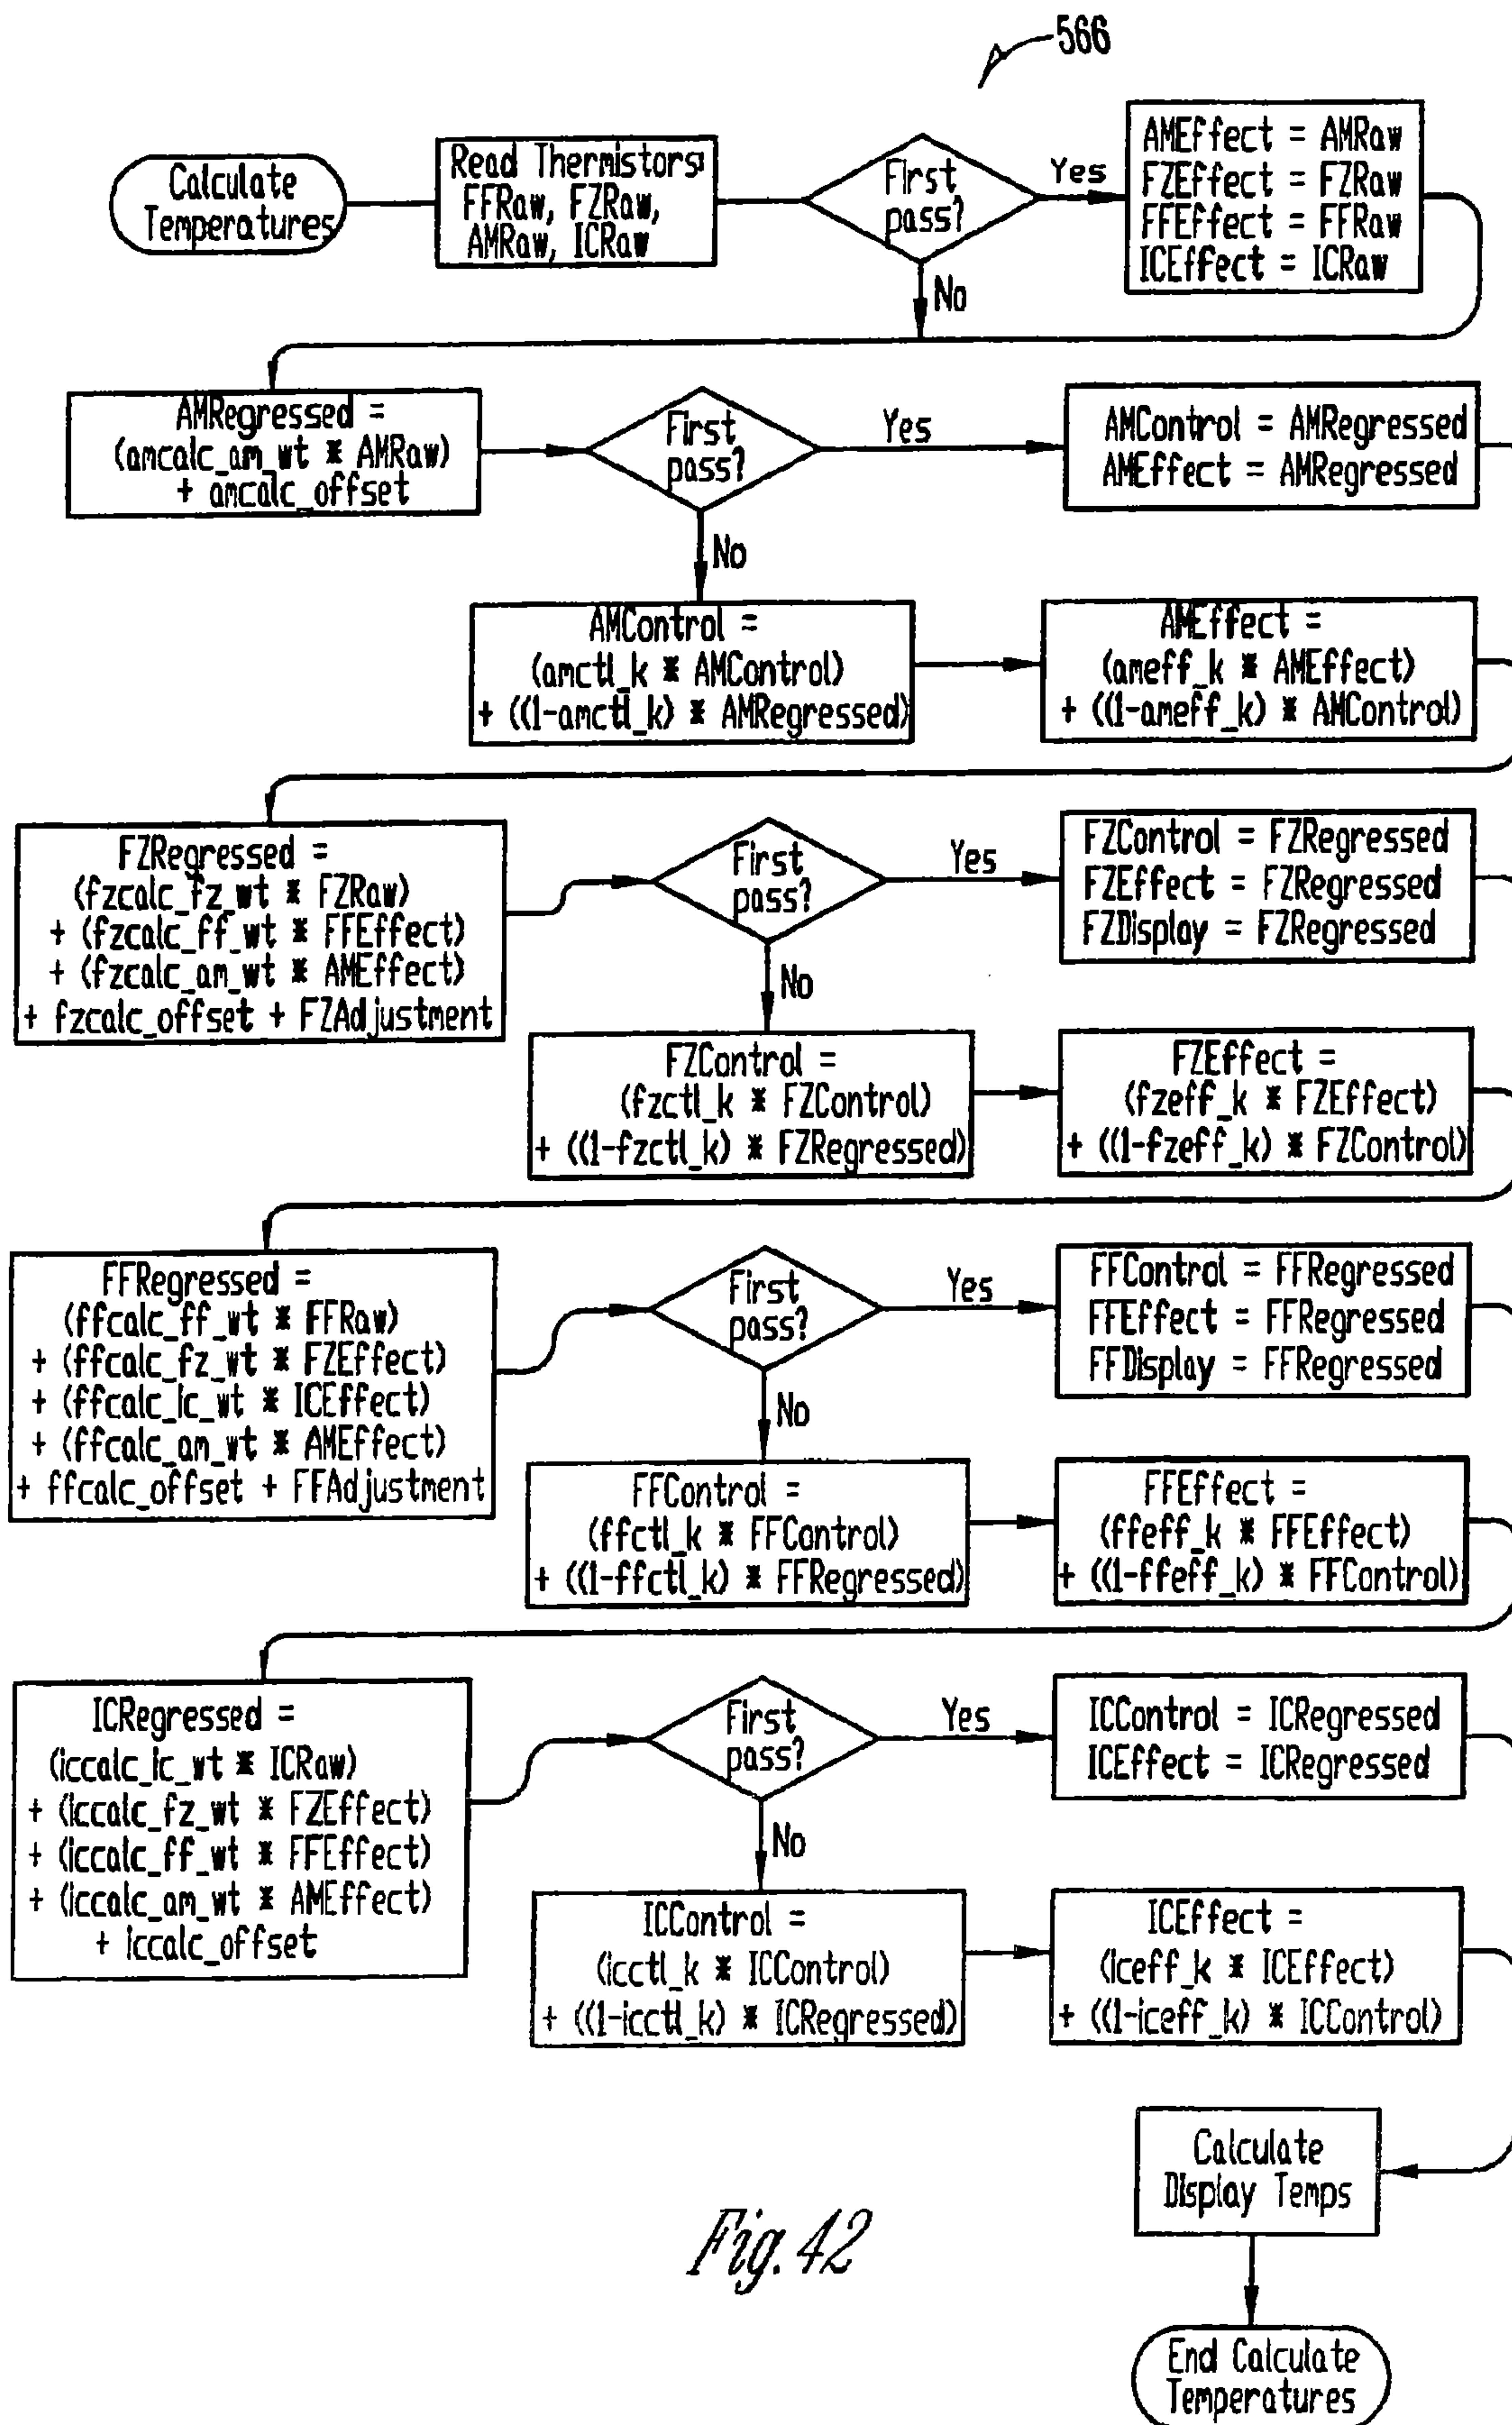 566
Calculate
Temperatures
Read Thermistors:
FFRaw, FZRaw,
AMRaw, ICRaw
First
pass?
Yes
No
AMEffect = AMRaw
FZEffect = FZRaw
FFEffect = FFRaw
ICEffect = ICRaw
AMRegressed =
(amcalc_am_wt * AMRaw)
+ amcalc_offset
First
pass?
Yes
No
AMControl = AMRegressed
AMEffect = AMRegressed
AMControl =
(amctl_k * AMControl)
+ ((1-amctl_k) * AMRegressed)
AMEffect =
(ameff_k * AMEffect)
+ ((1-ameff_k) * AMControl)
FZRegressed =
(fzcalc_fz_wt * FZRaw)
+ (fzcalc_ff_wt * FFEffect)
+ (fzcalc_am_wt * AMEffect)
+ fzcalc_offset + FZAdjustment
First
pass?
Yes
No
FZControl = FZRegressed
FZEffect = FZRegressed
FZDisplay = FZRegressed
FZControl =
(fzctl_k * FZControl)
+ ((1-fzctl_k) * FZRegressed)
FZEffect =
(fzeff_k * FZEffect)
+ ((1-fzeff_k) * FZControl)
FFRegressed =
(ffcalc_ff_wt * FFRaw)
+ (ffcalc_fz_wt * FZEffect)
+ (ffcalc_ic_wt * ICEffect)
+ (ffcalc_am_wt * AMEffect)
+ ffcalc_offset + FFAdjustment
First
pass?
Yes
No
FFControl = FFRegressed
FFEffect = FFRegressed
FFDisplay = FFRegressed
FFControl =
(ffctl_k * FFControl)
+ ((1-ffctl_k) * FFRegressed)
FFEffect =
(ffeff_k * FFEffect)
+ ((1-ffeff_k) * FFControl)
ICRegressed =
(iccalc_ic_wt * ICRaw)
+ (iccalc_fz_wt * FZEffect)
+ (iccalc_ff_wt * FFEffect)
+ (iccalc_am_wt * AMEffect)
+ iccalc_offset
First
pass?
Yes
No
ICControl = ICRegressed
ICEffect = ICRegressed
ICControl =
(icctl_k * ICControl)
+ ((1-icctl_k) * ICRegressed)
ICEffect =
(iceff_k * ICEffect)
+ ((1-iceff_k) * ICControl)
Calculate
Display Temps
End Calculate
Temperatures
Fig. 42